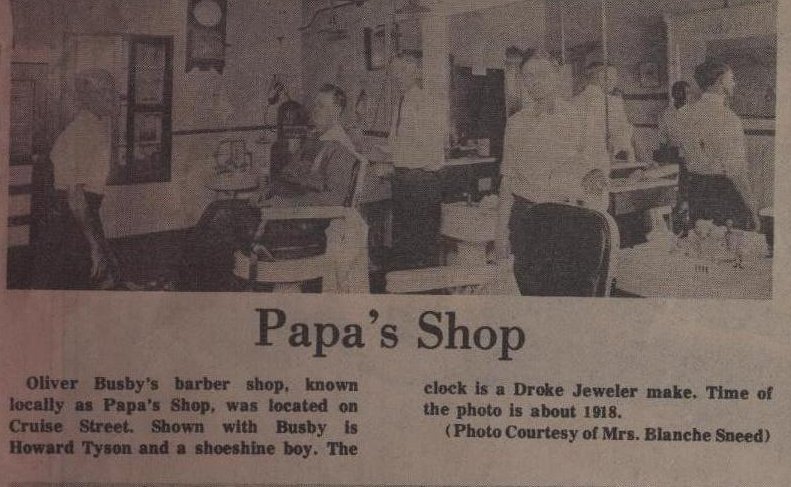 Papa's Shop
Oliver Busby's barber shop, known
locally as Papa's Shop, was located on
Cruise Street. Shown with Busby is
Howard Tyson and a shoeshine boy. The
clock is a Droke Jeweler make. Time of
the photo is about 1918.
(Photo Courtesy of Mrs. Blanche Sneed)